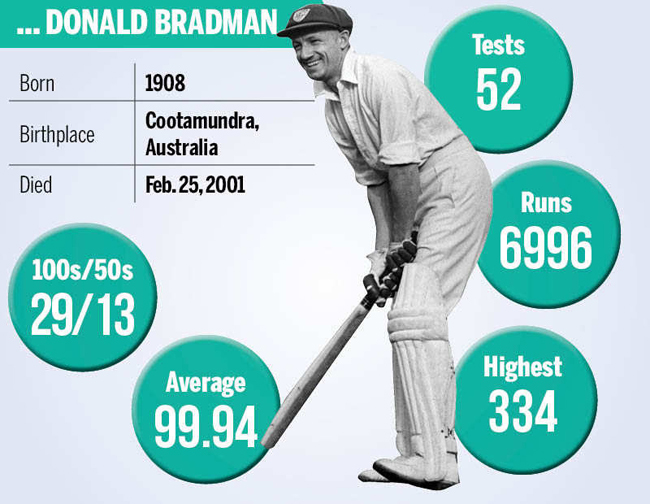 ... DONALD BRADMAN
Born 1908
Birthplace Cootamundra,
Australia
Died Feb. 25, 2001
Tests
52
Runs
6996
100s/50s
29/13
Average
99.94
Highest
334